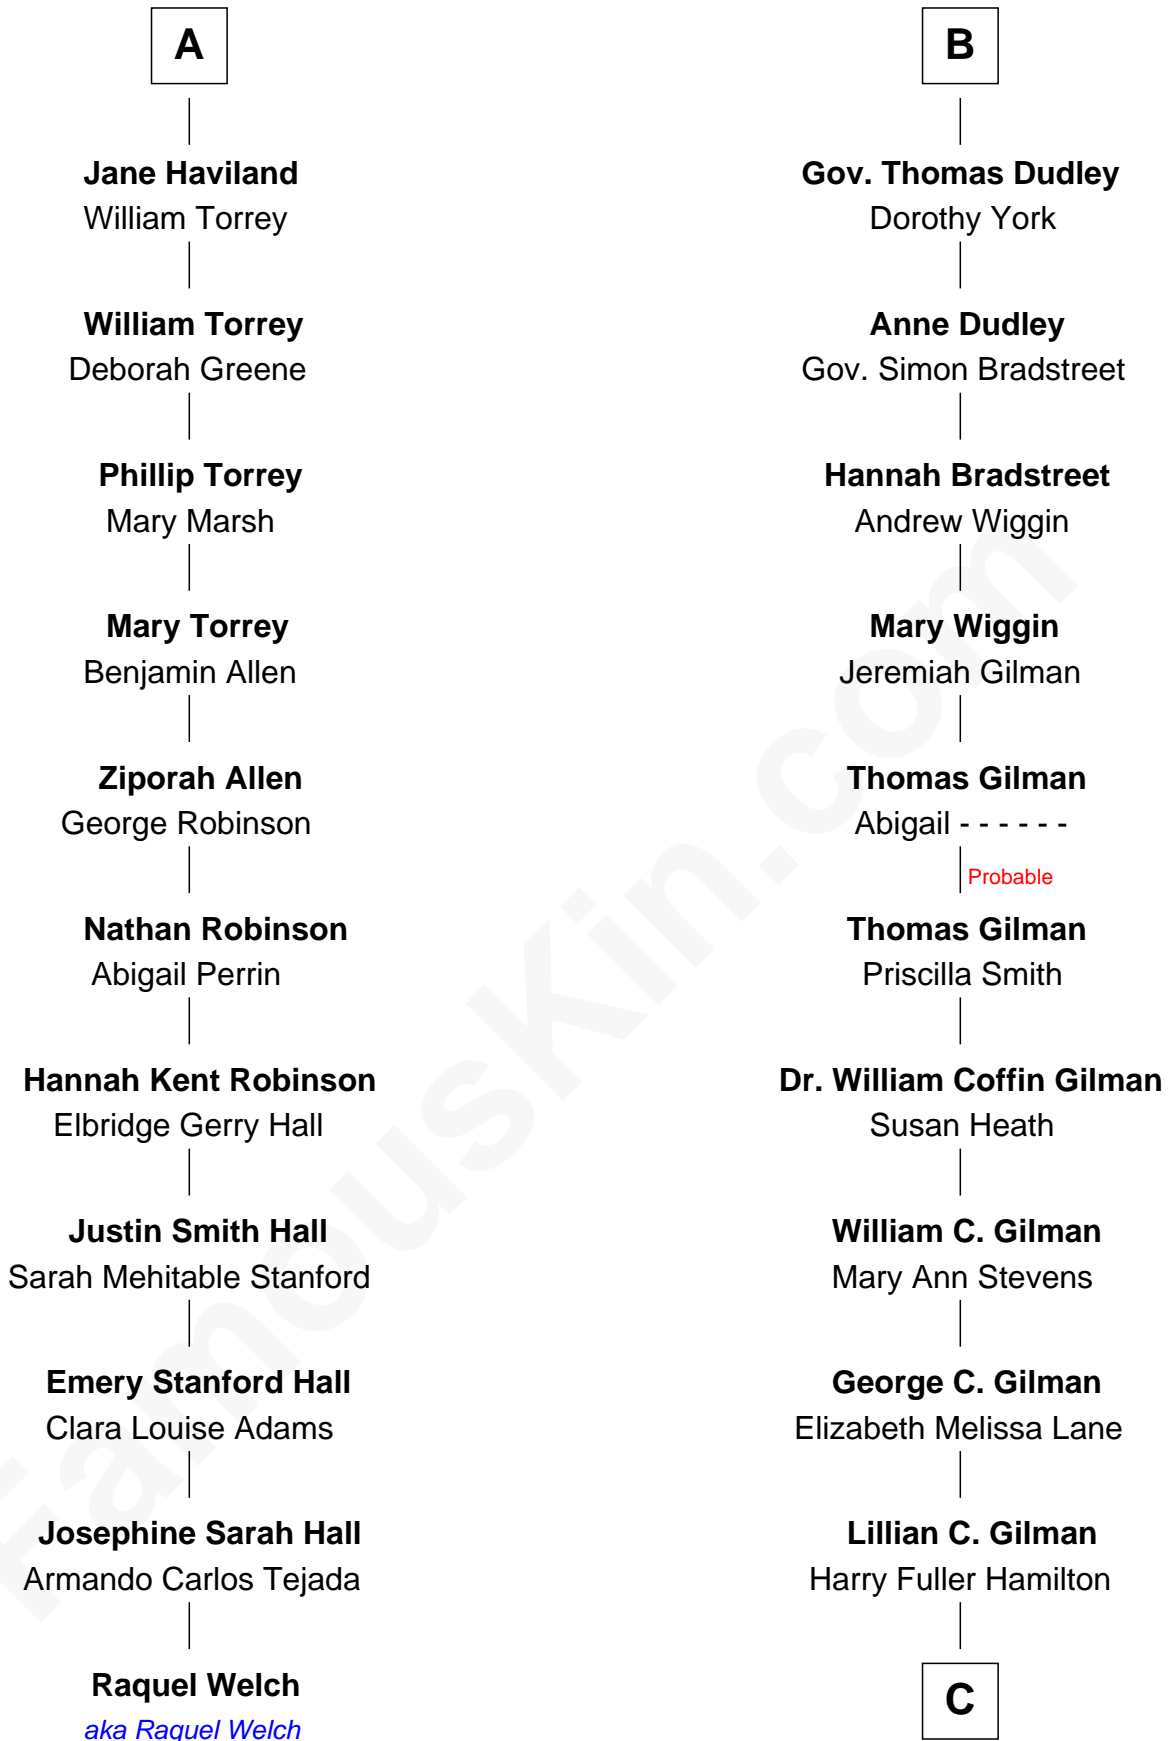 A
Jane Haviland
William Torrey
William Torrey
Deborah Greene
Phillip Torrey
Mary Marsh
Mary Torrey
Benjamin Allen
Ziporah Allen
George Robinson
Nathan Robinson
Abigail Perrin
Hannah Kent Robinson
Elbridge Gerry Hall
Justin Smith Hall
Sarah Mehitable Stanford
Emery Stanford Hall
Clara Louise Adams
Josephine Sarah Hall
Armando Carlos Tejada
Raquel Welch
aka Raquel Welch
B
Gov. Thomas Dudley
Dorothy York
Anne Dudley
Gov. Simon Bradstreet
Hannah Bradstreet
Andrew Wiggin
Mary Wiggin
Jeremiah Gilman
Thomas Gilman
Abigail - - - - - -
Probable
Thomas Gilman
Priscilla Smith
Dr. William Coffin Gilman
Susan Heath
William C. Gilman
Mary Ann Stevens
George C. Gilman
Elizabeth Melissa Lane
Lillian C. Gilman
Harry Fuller Hamilton
C
FamousKin.com